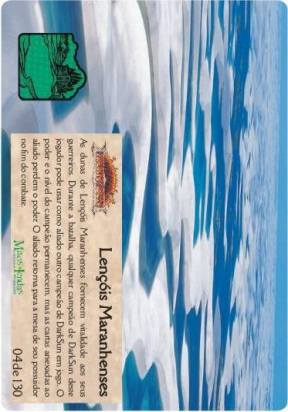 Lençóis Maranhenses
As dunas de Lençóis Maranhenses fornecem vitalidade aos seus
guerreiros. Durante a batalha, qualquer campeão de DarkSun deste
jogador pode usar como aliado outro campeão de DarkSun em jogo. O
poder e o nível do campeão permanecem, mas as cartas anexadas ao
aliado perdem o poder. O aliado retorna para a mesa de seu possuidor
no fim do combate.
04 de 130